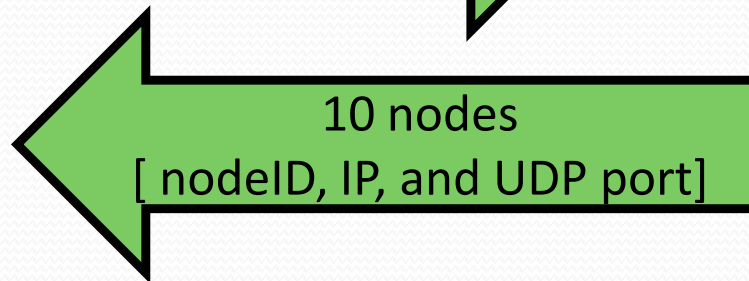 10 nodes
[ nodeID, IP, and UDP port]